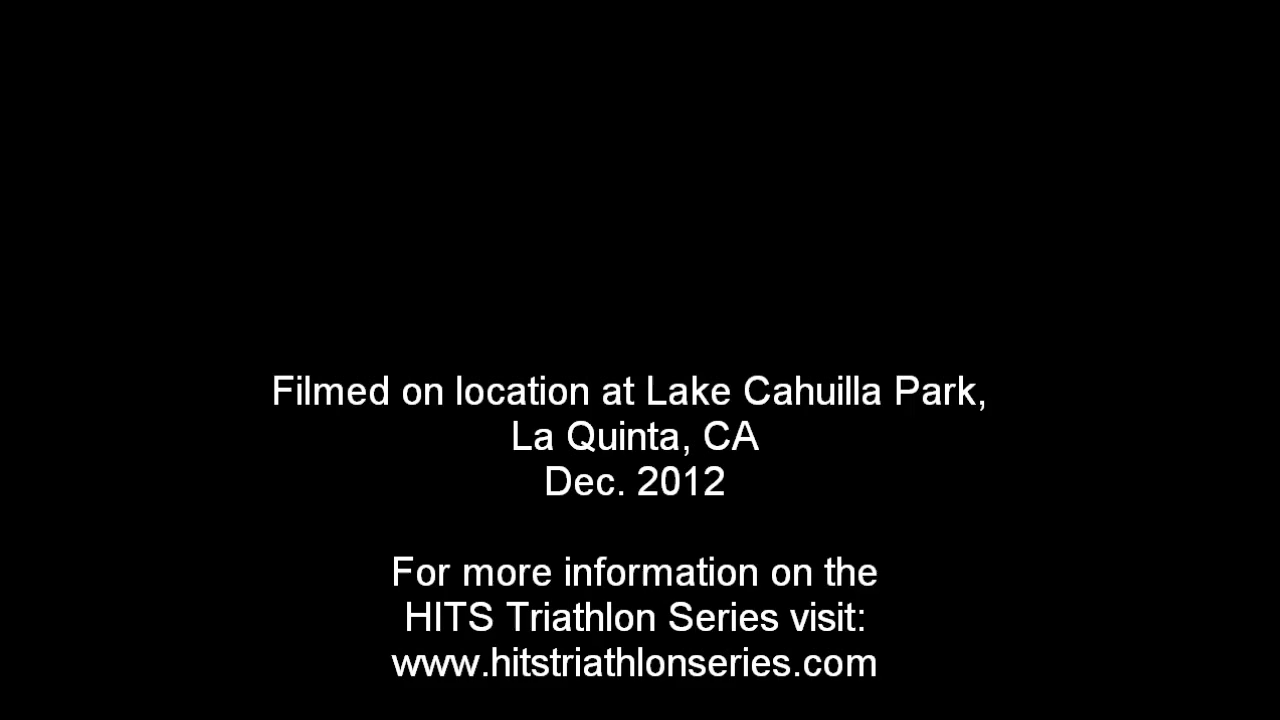 Filmed on location at Lake Cahuilla Park,
La Quinta, CA
Dec. 2012
For more information on the
HITS Triathlon Series visit:
www.hitstriathlonseries.com